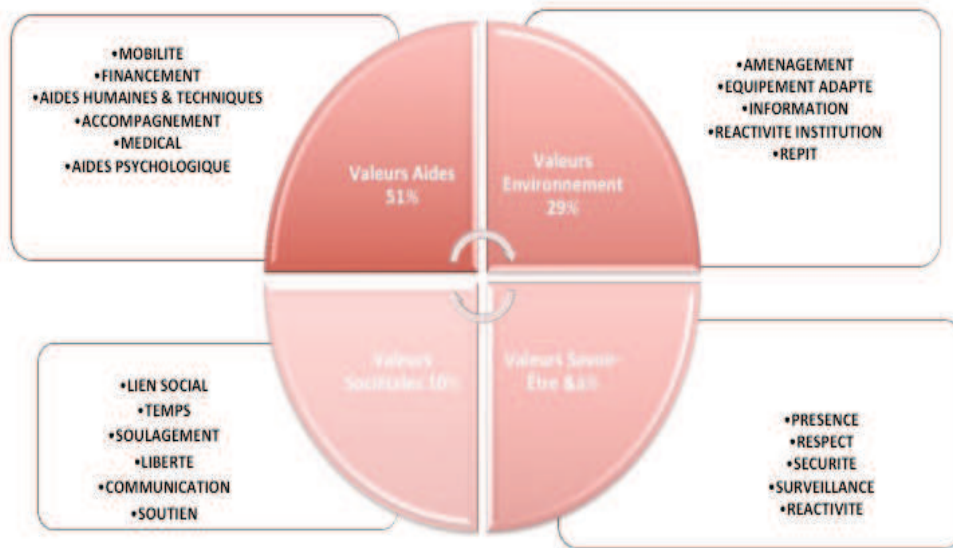 •MOBILITE
•FINANCEMENT
•AIDES HUMAINES & TECHNIQUES
•ACCOMPAGNEMENT
•MEDICAL
•AIDES PSYCHOLOGIQUE
Valeurs Aides
51%
Valeurs
Environnement
29%
•AMENAGEMENT
•EQUIPEMENT ADAPTE
•INFORMATION
•REACTIVITE INSTITUTION
•REPIT
•LIEN SOCIAL
•TEMPS
•SOULAGEMENT
•LIBERTE
•COMMUNICATION
•SOUTIEN
Valeurs
Sociétales 10%
Valeurs Savoir-
Être
•PRESENCE
•RESPECT
•SECURITE
•SURVEILLANCE
•REACTIVITE